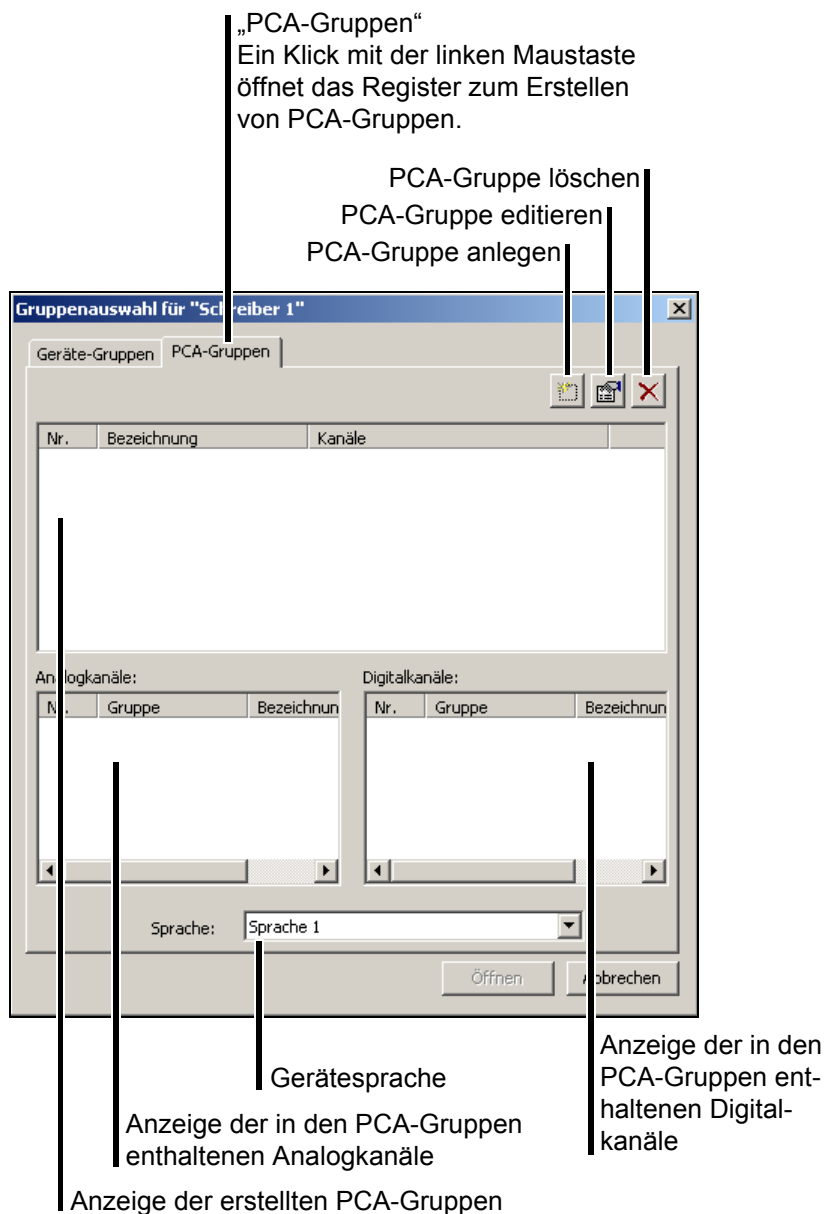 „PCA-Gruppen“
Ein Klick mit der linken Maustaste
öffnet das Register zum Erstellen
von PCA-Gruppen.
PCA-Gruppe löschen
PCA-Gruppe editieren
PCA-Gruppe anlegen
Gruppenauswahl für "Schreiber 1"
Geräte-Gruppen PCA-Gruppen
Nr. Bezeichnung Kanäle
Analogkanäle: Digitalkanäle:
Nr. Gruppe Bezeichnun Nr. Gruppe Bezeichnun
Sprache: Sprache 1
Öffnen Abbrechen
Anzeige der in den
PCA-Gruppen ent-
haltenen Digital-
kanäle
Gerätesprache
Anzeige der in den PCA-Gruppen
enthaltenen Analogkanäle
Anzeige der erstellten PCA-Gruppen